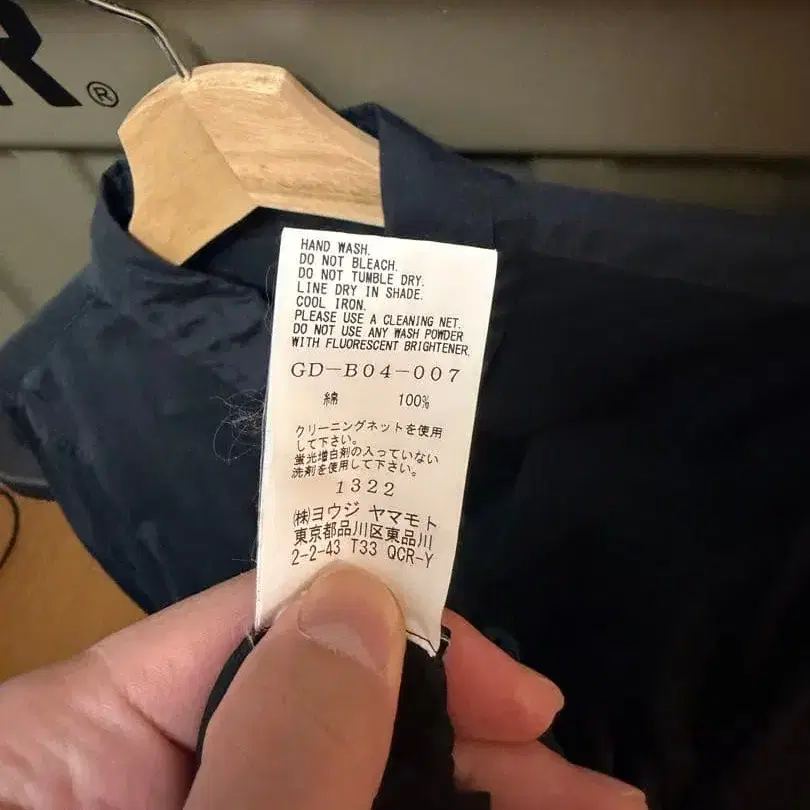 R®
HAND WASH.
DO NOT BLEACH.
DO NOT TUMBLE DRY.
LINE DRY IN SHADE.
COOL IRON.
PLEASE USE A CLEANING NET.
DO NOT USE ANY WASH POWDER
WITH FLUORESCENT BRIGHTENER.
GD-B04-007
綿 100%
クリーニングネットを使用
して下さい。
蛍光増白剤の入っていない
洗剤を使用して下さい。
1322
㈱ヨウジ ヤマモト
東京都品川区東品川
2-2-43 T33 QCR-Y